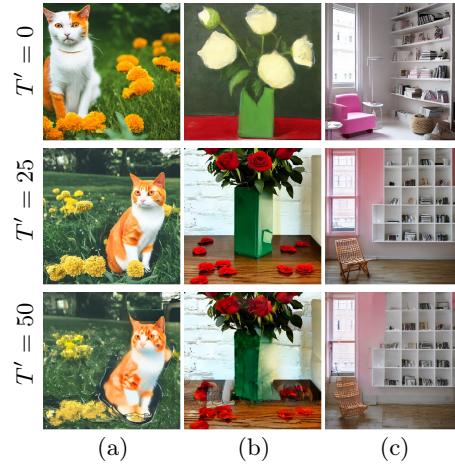 T′ = 0
T′ = 25
T′ = 50
(a) (b) (c)